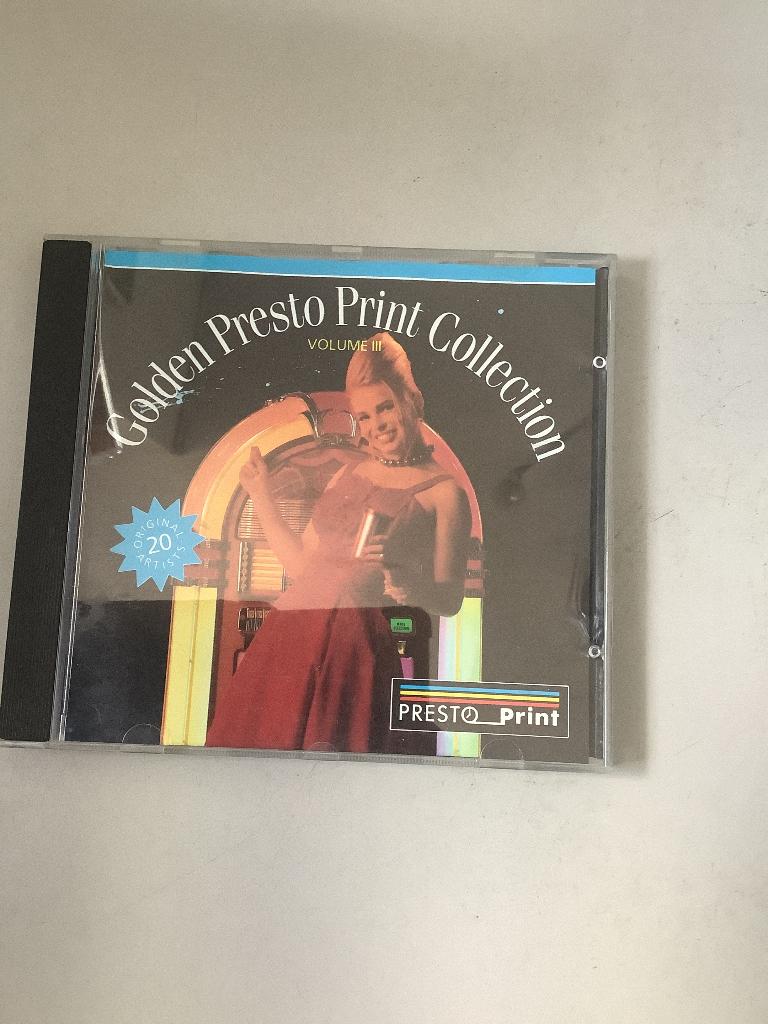 Golden Presto Print Collection
VOLUME III
ORIGINAL
20
ARTISTS
PRESTO Print